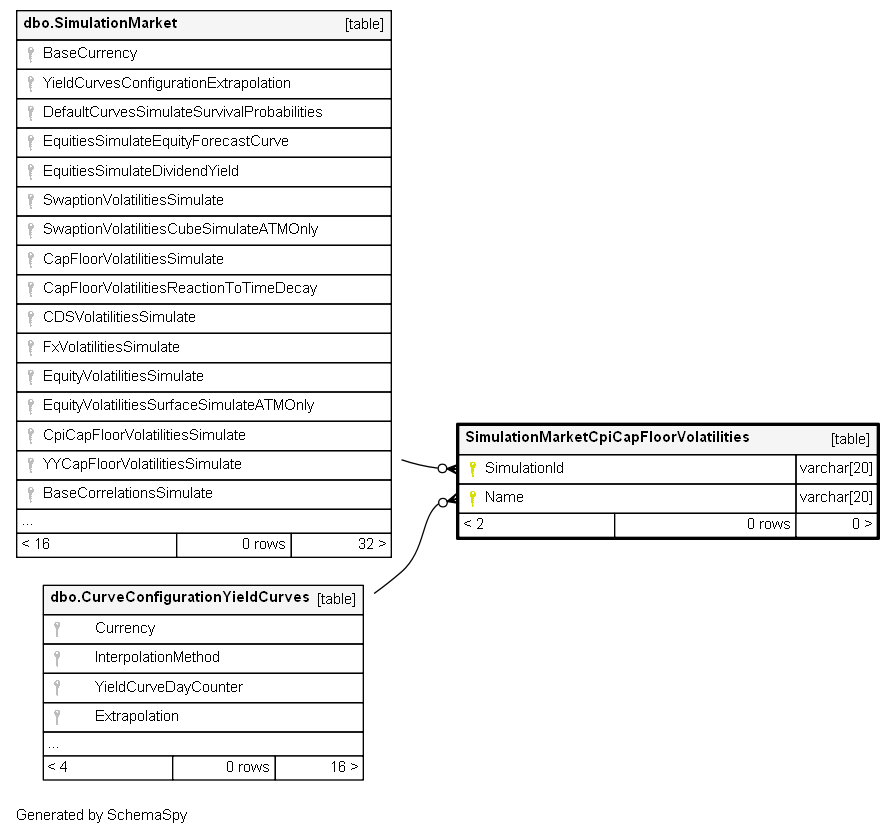 dbo.SimulationMarket [table]
BaseCurrency
YieldCurvesConfigurationExtrapolation
DefaultCurvesSimulateSurvivalProbabilities
EquitiesSimulateEquityForecastCurve
EquitiesSimulateDividendYield
SwaptionVolatilitiesSimulate
SwaptionVolatilitiesCubeSimulateATMOnly
CapFloorVolatilitiesSimulate
CapFloorVolatilitiesReactionToTimeDecay
CDSVolatilitiesSimulate
FxVolatilitiesSimulate
EquityVolatilitiesSimulate
EquityVolatilitiesSurfaceSimulateATMOnly
CpiCapFloorVolatilitiesSimulate
YYCapFloorVolatilitiesSimulate
BaseCorrelationsSimulate
...
< 16 0 rows 32 >
SimulationMarketCpiCapFloorVolatilities [table]
SimulationId varchar[20]
Name varchar[20]
< 2 0 rows 0 >
dbo.CurveConfigurationYieldCurves [table]
Currency
InterpolationMethod
YieldCurveDayCounter
Extrapolation
...
< 4 0 rows 16 >
Generated by SchemaSpy